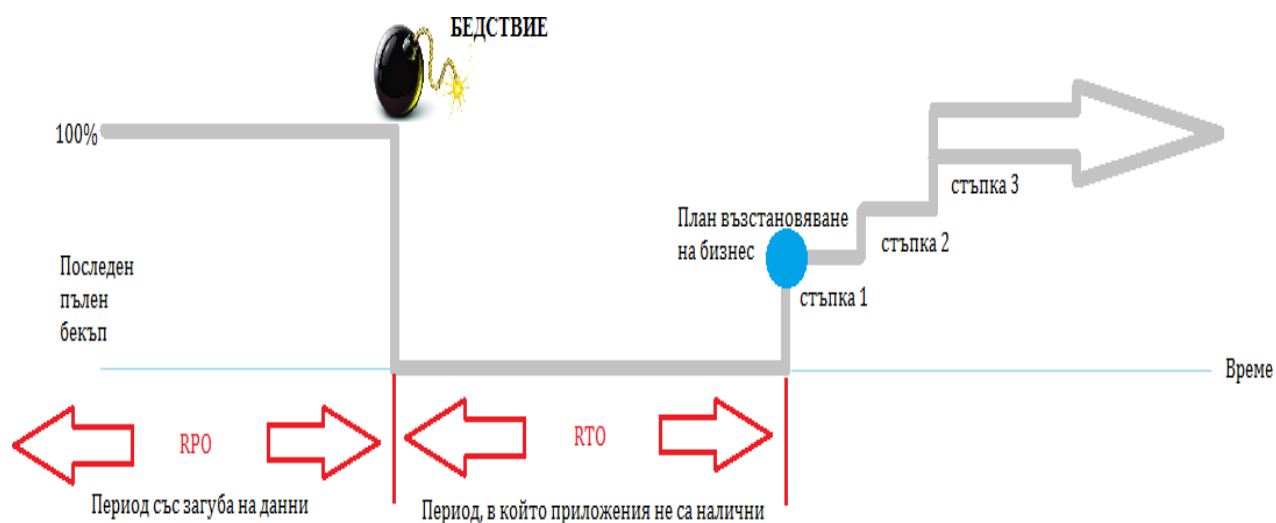 БЕДСТВИЕ
100%
стъпка 3
План възстановяване
на бизнес
стъпка 2
Последен
пълен
бекъп
стъпка 1
Време
RPO
RTO
Период със загуба на данни
Период, в който приложения не са налични